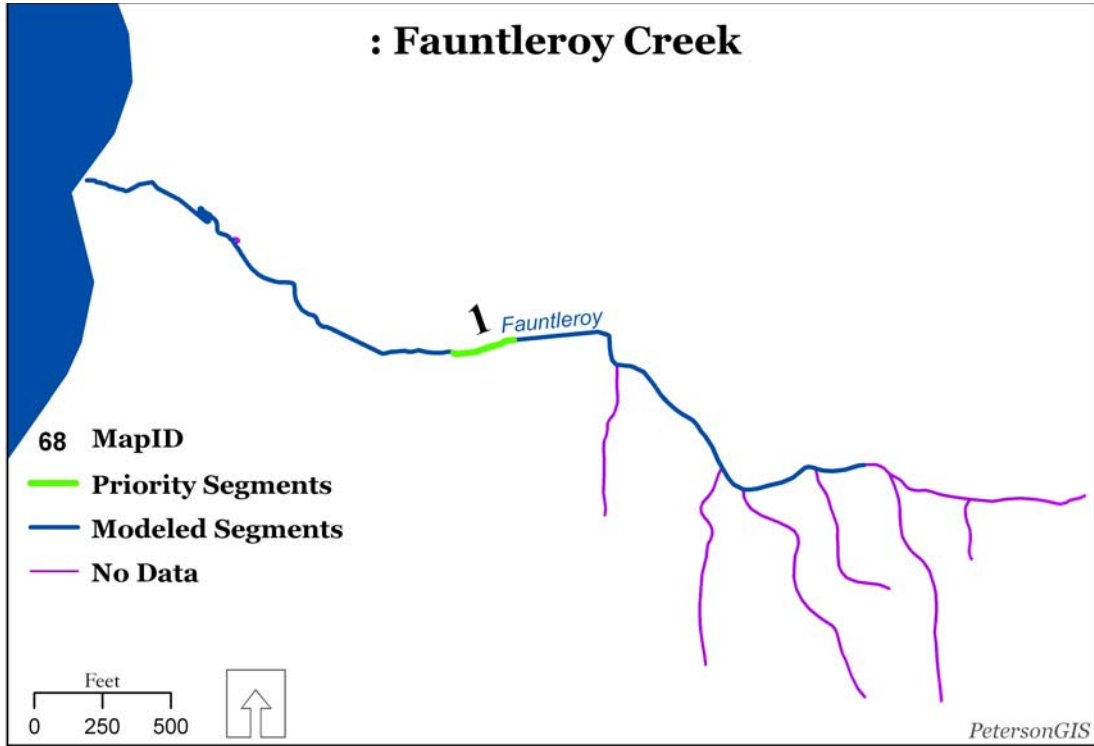 : Fauntleroy Creek
1
Fauntleroy
68 MapID
Priority Segments
Modeled Segments
No Data
Feet
0 250 500
PetersonGIS